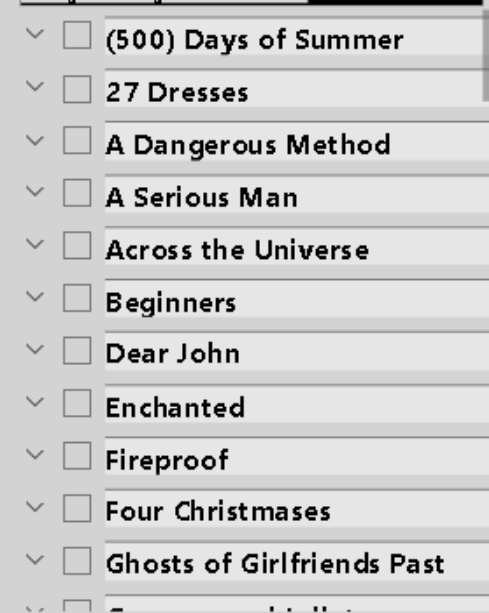 (500) Days of Summer
27 Dresses
A Dangerous Method
A Serious Man
Across the Universe
Beginners
Dear John
Enchanted
Fireproof
Four Christmases
Ghosts of Girlfriends Past